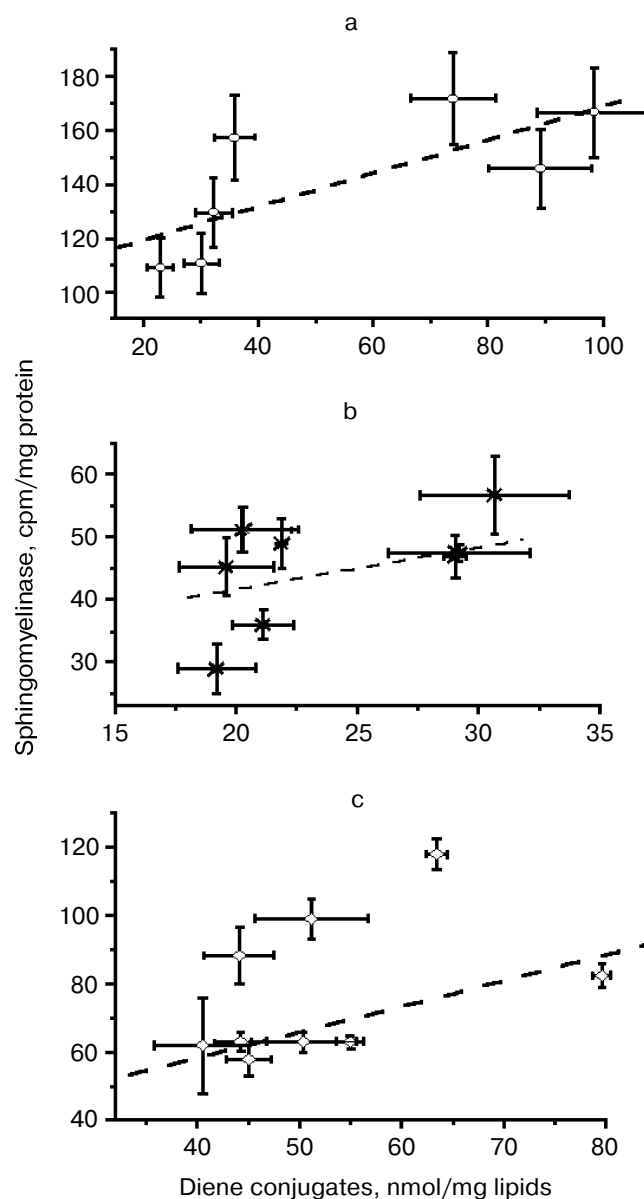 a
180
160
140
120
100
20 40 60 80 100
b
60
50
40
30
15 20 25 30 35
c
120
100
80
60
40
40 50 60 70 80
Sphingomyelinase, cpm/mg protein
Diene conjugates, nmol/mg lipids